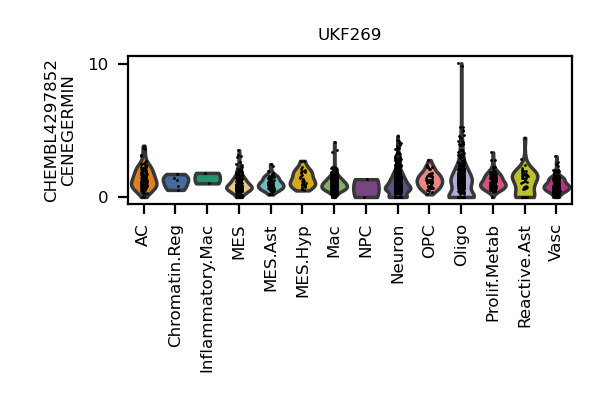 UKF269
CHEMBL4297852
CENEGERMIN
10
0
AC
Chromatin.Reg
Inflammatory.Mac
MES
MES.Ast
MES.Hyp
Mac
NPC
Neuron
OPC
Oligo
Prolif.Metab
Reactive.Ast
Vasc